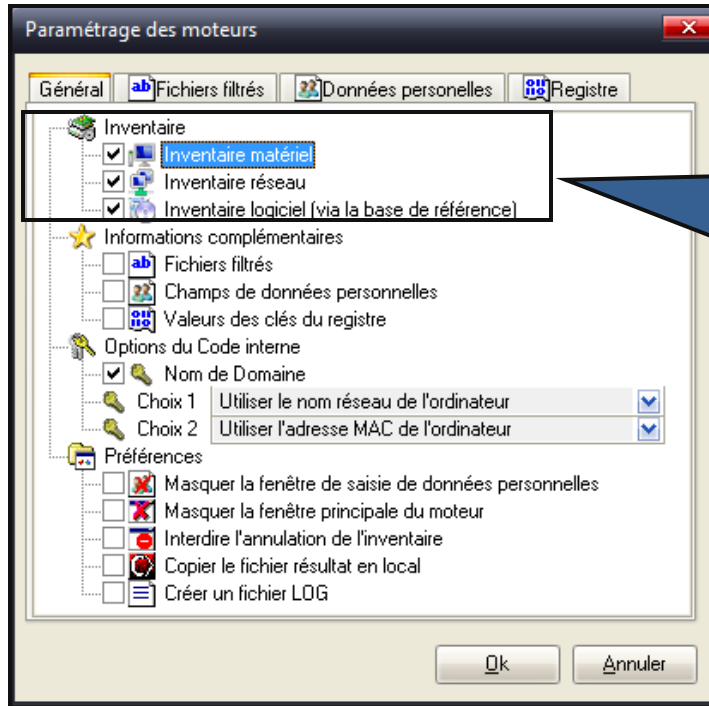 Paramétrage des moteurs
Général Fichiers filtrés Données personelles Registre
Inventaire
Inventaire matériel
Inventaire réseau
Inventaire logiciel (via la base de référence)
Informations complémentaires
Fichiers filtrés
Champs de données personnelles
Valeurs des clés du registre
Options du Code interne
Nom de Domaine
Choix 1 Utiliser le nom réseau de l'ordinateur
Choix 2 Utiliser l'adresse MAC de l'ordinateur
Préférences
Masquer la fenêtre de saisie de données personnelles
Masquer la fenêtre principale du moteur
Interdire l'annulation de l'inventaire
Copier le fichier résultat en local
Créer un fichier LOG
Ok Annuler